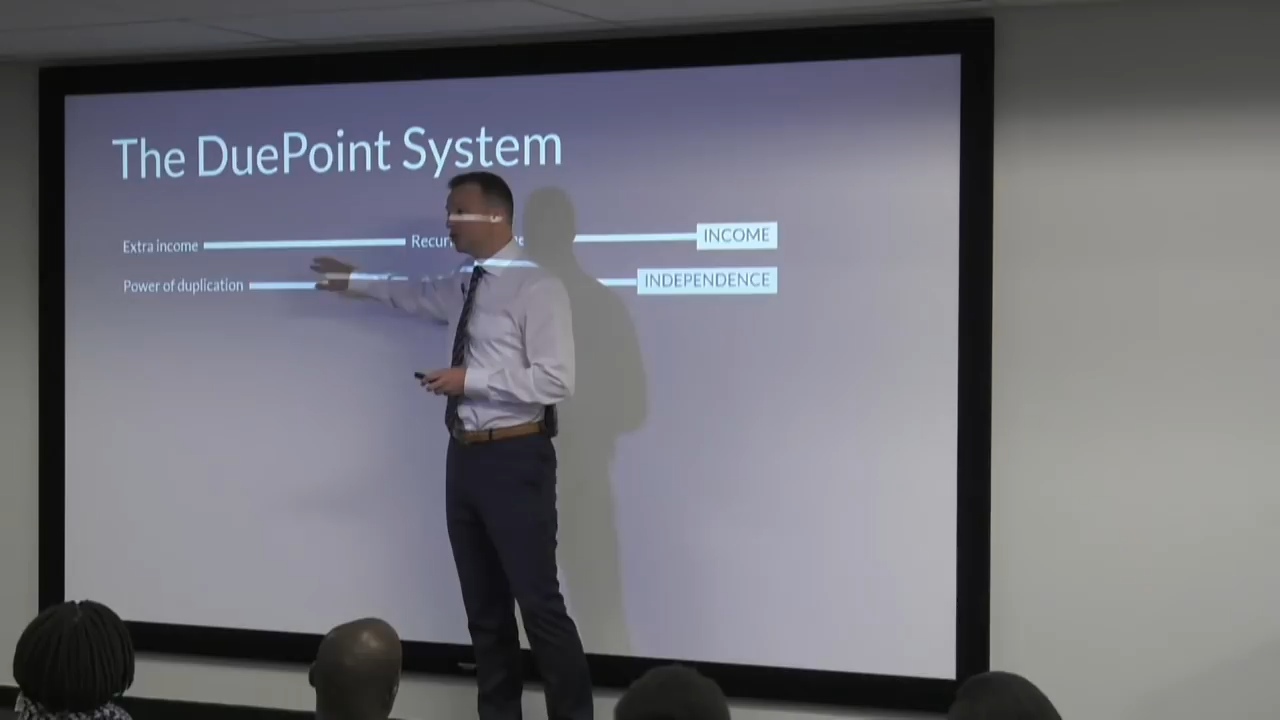 The DuePoint System
Extra income INCOME
Power of duplication INDEPENDENCE